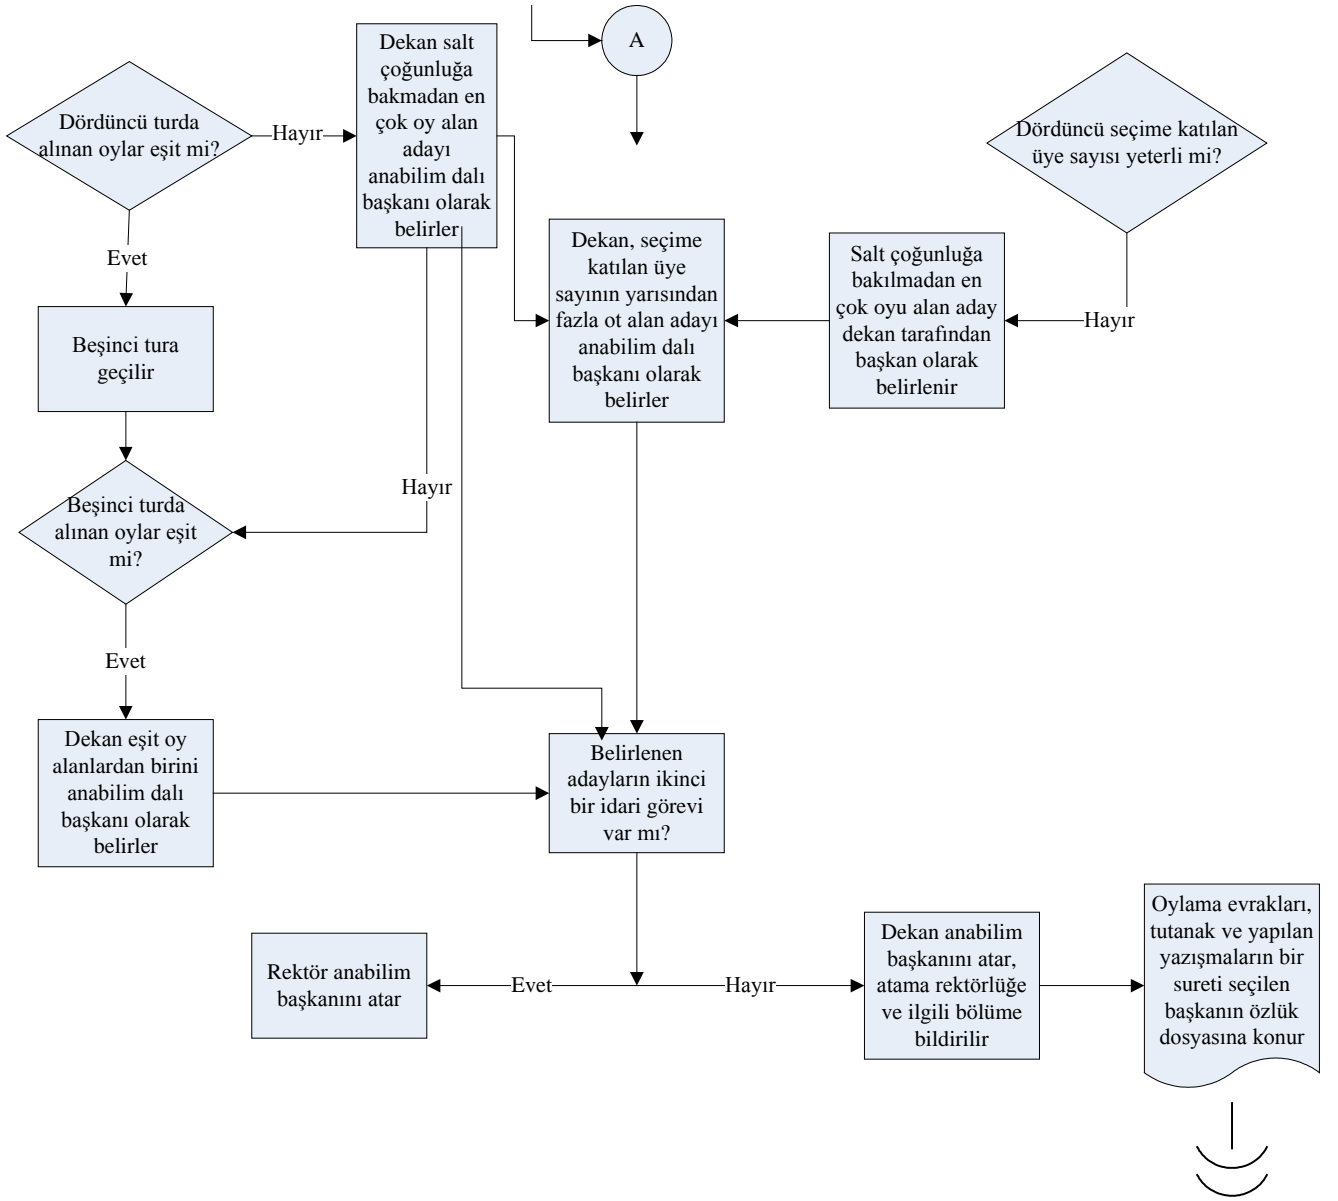 A
Dekan salt
çoğunluğa
bakmadan en
çok oy alan
adayı
anabilim dalı
başkanı olarak
belirler
Dördüncü turda
alınan oylar eşit mi?
Hayır
Dördüncü seçime katılan
üye sayısı yeterli mi?
Evet
Dekan, seçime
katılan üye
sayının yarısından
fazla ot alan adayı
anabilim dalı
başkanı olarak
belirler
Salt çoğunluğa
bakılmadan en
çok oyu alan aday
dekan tarafından
başkan olarak
belirlenir
Hayır
Beşinci tura
geçilir
Hayır
Beşinci turda
alınan oylar eşit
mi?
Evet
Dekan eşit oy
alanlardan birini
anabilim dalı
başkanı olarak
belirler
Belirlenen
adayların ikinci
bir idari görevi
var mı?
Rektör anabilim
başkanını atar
Evet
Hayır
Dekan anabilim
başkanını atar,
atama rektörlüğe
ve ilgili bölüme
bildirilir
Oylama evrakları,
tutanak ve yapılan
yazışmaların bir
sureti seçilen
başkanın özlük
dosyasına konur